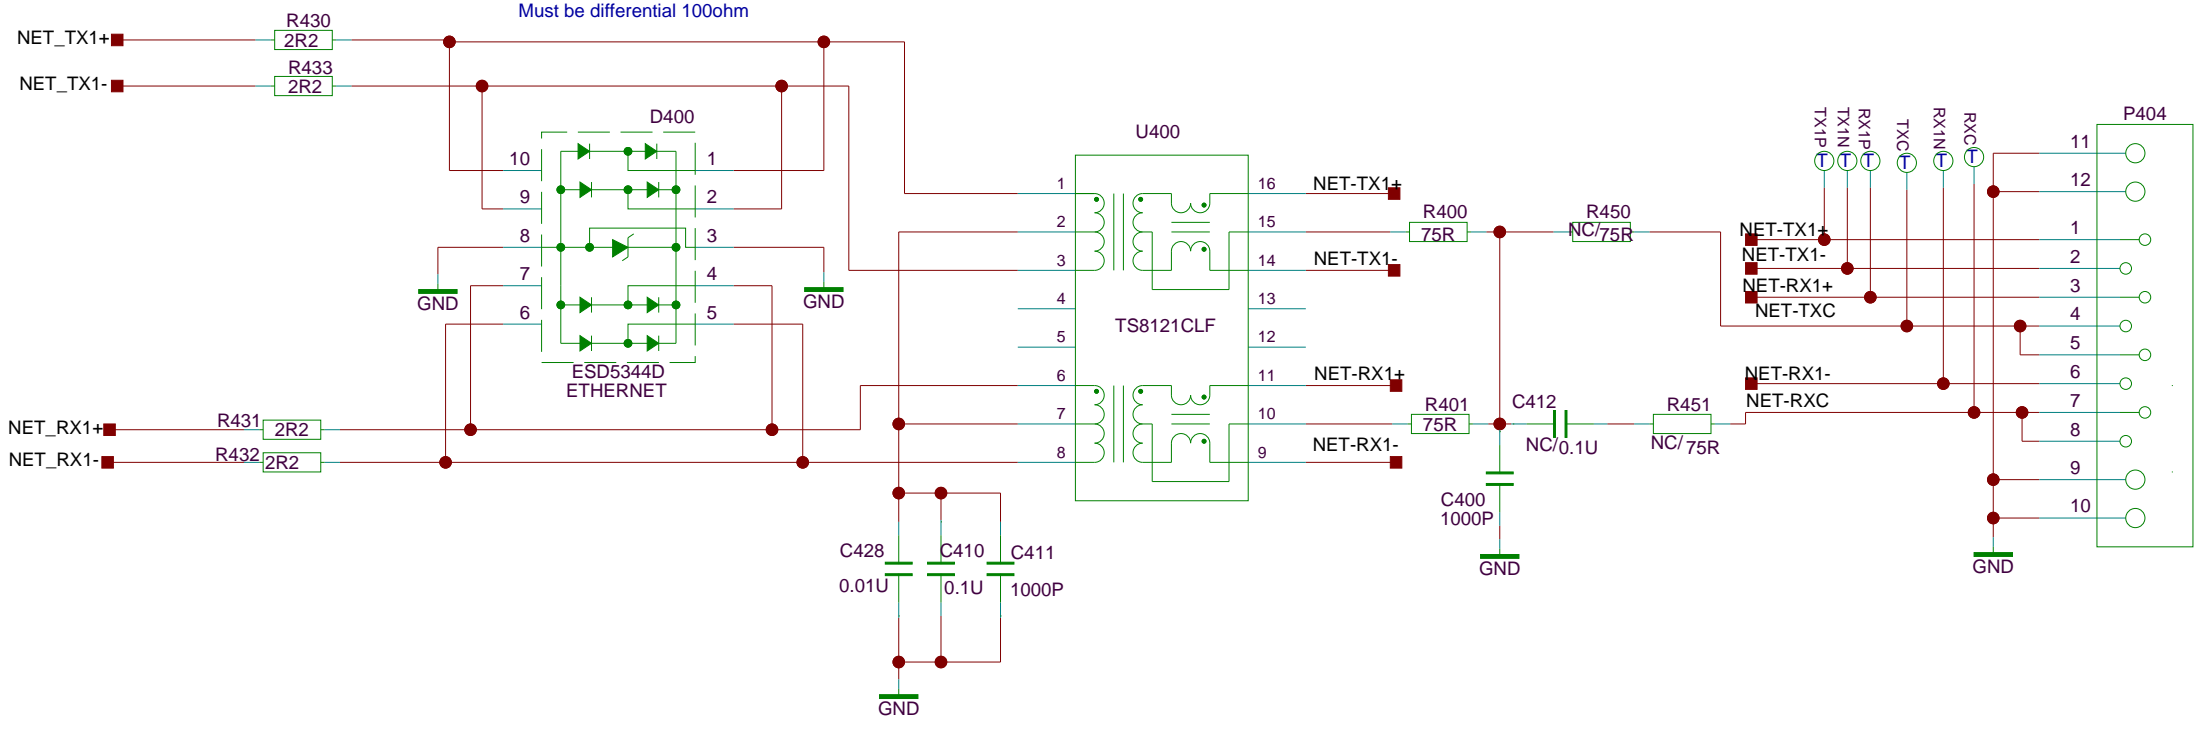 Must be differential 100ohm
NET_TX1+
R430
2R2
NET_TX1-
R433
2R2
D400
10
9
8
7
6
1
2
3
4
5
GND
GND
ESD5344D
ETHERNET
NET_RX1+
R431
2R2
NET_RX1-
R432
2R2
U400
1
2
3
4
5
6
7
8
16
15
14
13
12
11
10
9
TS8121CLF
NET-TX1+
NET-TX1-
NET-RX1+
NET-RX1-
R400
75R
R450
NC/75R
R401
75R
C412
NC/0.1U
R451
NC/75R
C400
1000P
GND
C428
0.01U
C410
0.1U
C411
1000P
GND
TX1P
TX1N
RX1P
TXC
RX1N
RXC
T
T
T
T
T
T
NET-TX1+
NET-TX1-
NET-RX1+
NET-TXC
NET-RX1-
NET-RXC
P404
11
12
1
2
3
4
5
6
7
8
9
10
GND